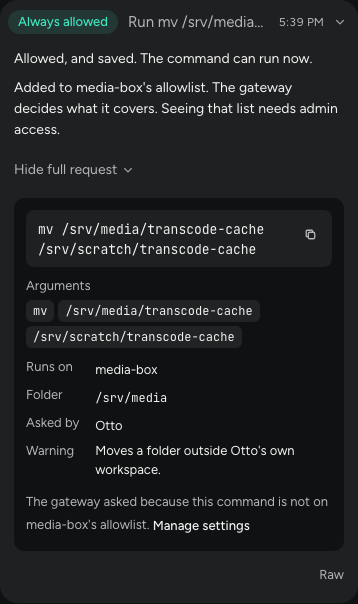 Always allowed Run mv /srv/media... 5:39 PM
Allowed, and saved. The command can run now.
Added to media-box's allowlist. The gateway
decides what it covers. Seeing that list needs admin
access.
Hide full request
mv /srv/media/transcode-cache
/srv/scratch/transcode-cache
Arguments
mv /srv/media/transcode-cache
/srv/scratch/transcode-cache
Runs on media-box
Folder /srv/media
Asked by Otto
Warning Moves a folder outside Otto's own
workspace.
The gateway asked because this command is not on
media-box's allowlist. Manage settings
Raw